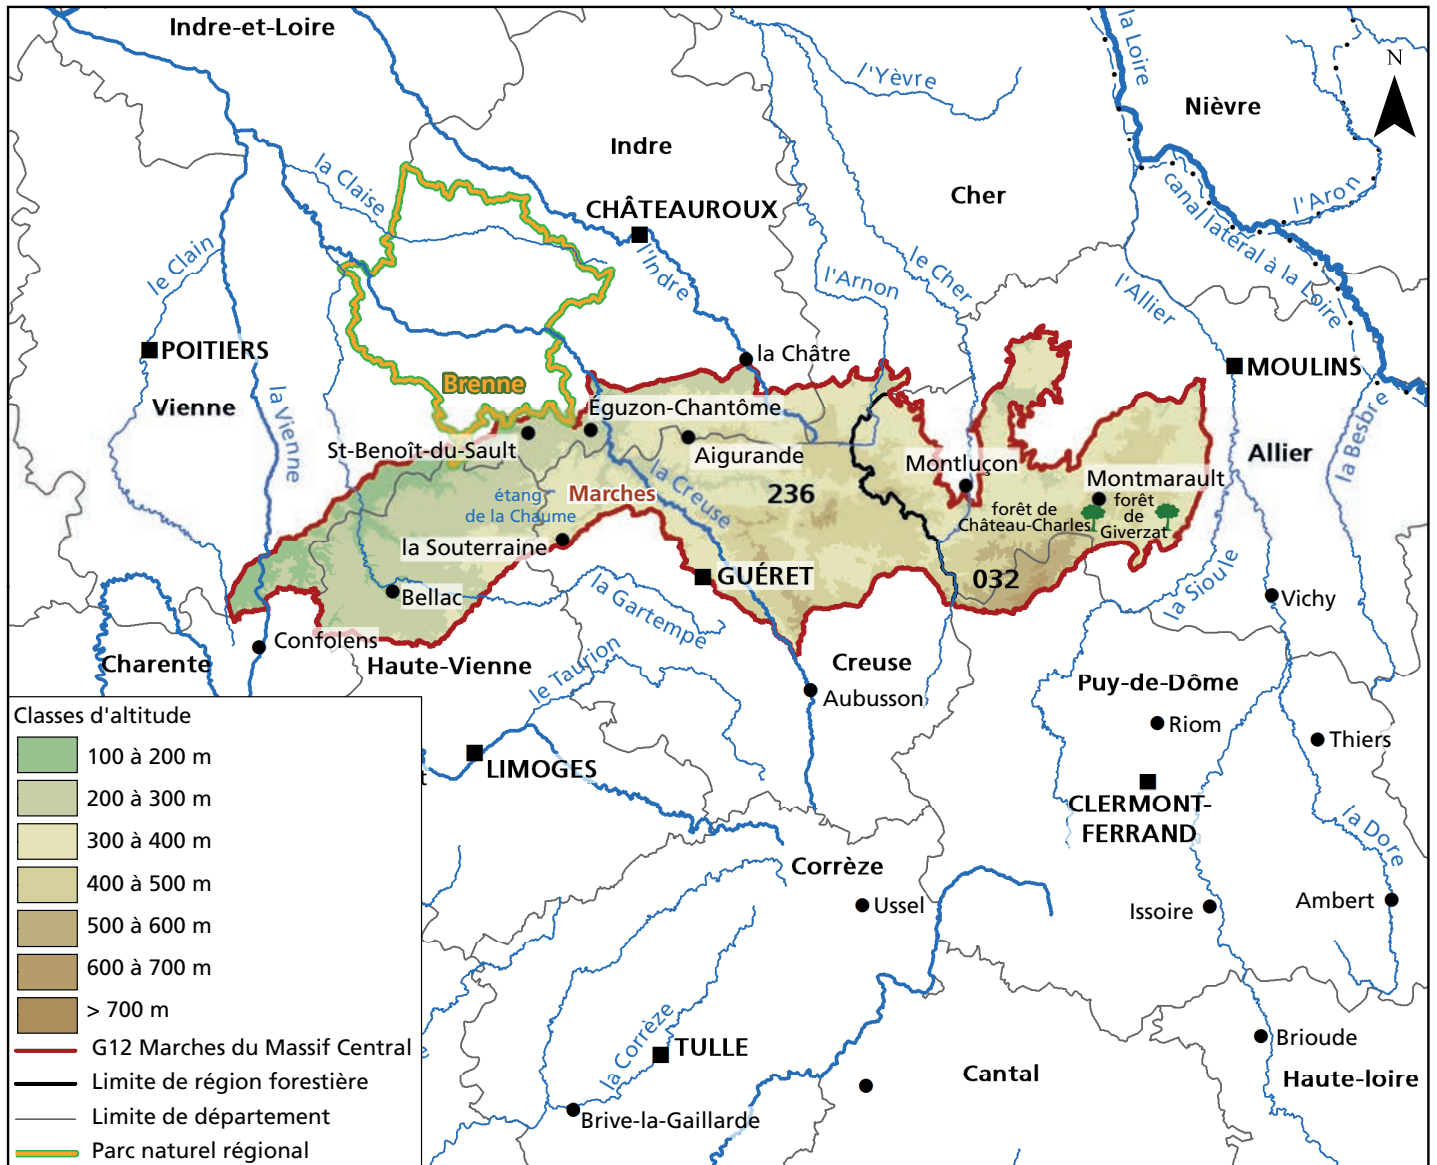 Indre-et-Loire
la Loire
N
l'Yèvre
Nièvre
Indre
la Claise
Cher
canal latéral à la Loire
l'Aron
CHÂTEAUROUX
le Clain
l'Indre
le Cher
l'Arnon
l'Allier
POITIERS
la Châtre
MOULINS
Brenne
Vienne
la Vienne
Éguzon-Chantôme
la Besbre
St-Benoît-du-Sault
Aigurande
Montluçon
Allier
Montmarault
Marches
la Creuse
236
étang
de la Chaume
forêt de
Château-Charles
forêt
de
Giverzat
la Souterraine
GUÉRET
032
la Sioule
Bellac
la Gartempe
Vichy
Confolens
Charente
Haute-Vienne
le Taurion
Creuse
Aubusson
Puy-de-Dôme
Riom
Thiers
LIMOGES
CLERMONT-
FERRAND
la Dore
Corrèze
Ussel
Issoire
Ambert
la Corrèze
TULLE
Brioude
Cantal
Haute-loire
Brive-la-Gaillarde
Classes d'altitude
100 à 200 m
200 à 300 m
300 à 400 m
400 à 500 m
500 à 600 m
600 à 700 m
> 700 m
G12 Marches du Massif Central
Limite de région forestière
Limite de département
Parc naturel régional